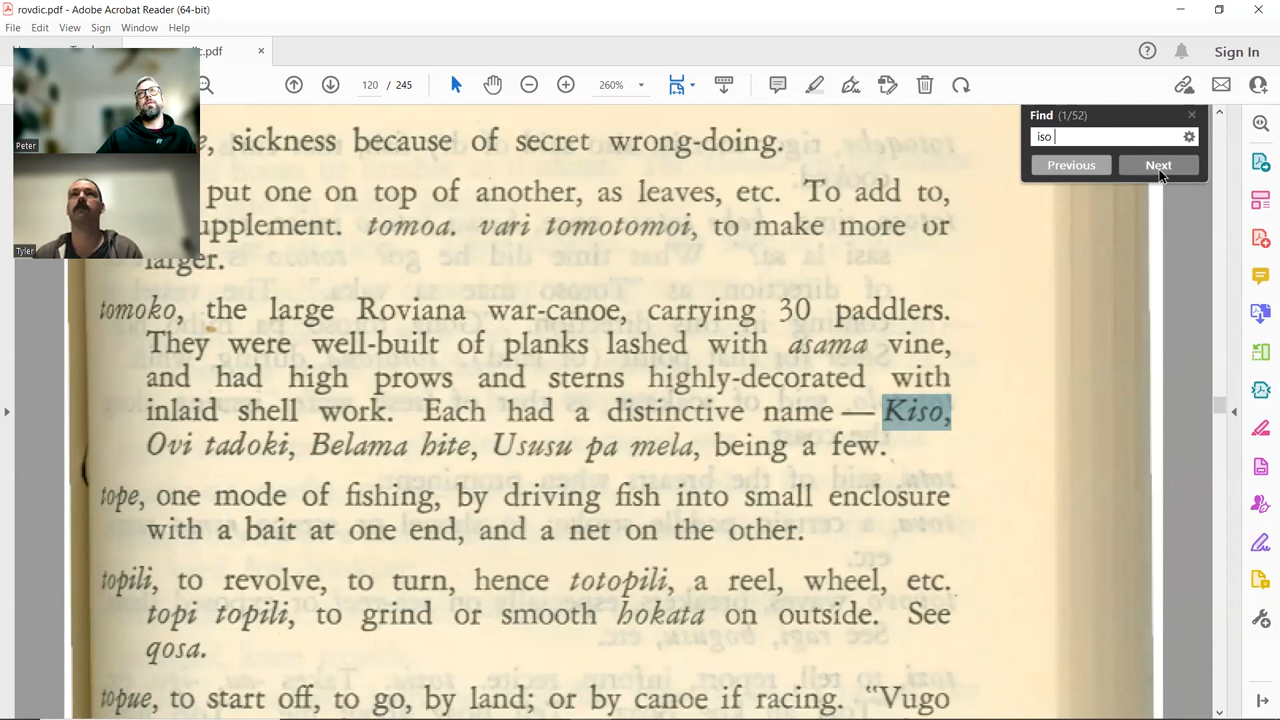 rovdic.pdf - Adobe Acrobat Reader (64-bit)
File Edit View Sign Window Help
.pdf
Sign In
120 / 245
260%
Find (1/52)
iso
Previous Next
Peter
Tyler
sickness because of secret wrong-doing.
put one on top of another, as leaves, etc. To add to,
upplement. tomoa. vari tomotomoi, to make more or
larger.
tomoko, the large Roviana war-canoe, carrying 30 paddlers.
They were well-built of planks lashed with asama vine,
and had high prows and sterns highly-decorated with
inlaid shell work. Each had a distinctive name — Kiso,
Ovi tadoki, Belama hite, Ususu pa mela, being a few.
tope, one mode of fishing, by driving fish into small enclosure
with a bait at one end, and a net on the other.
topili, to revolve, to turn, hence totopili, a reel, wheel, etc.
topi topili, to grind or smooth hokata on outside. See
qosa.
topue, to start off, to go, by land; or by canoe if racing. "Vugo